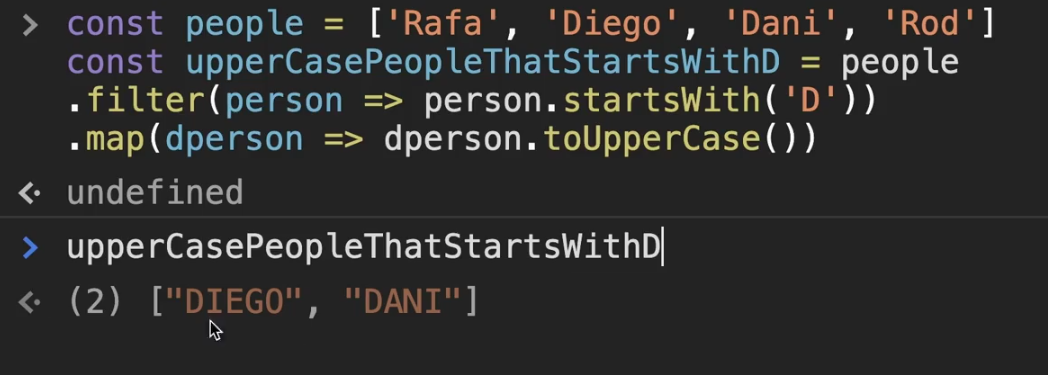 > const people = ['Rafa', 'Diego', 'Dani', 'Rod']
const upperCasePeopleThatStartsWithD = people
.filter(person => person.startsWith('D'))
.map(dperson => dperson.toUpperCase())
undefined
> upperCasePeopleThatStartsWithD
(2) ["DIEGO", "DANI"]